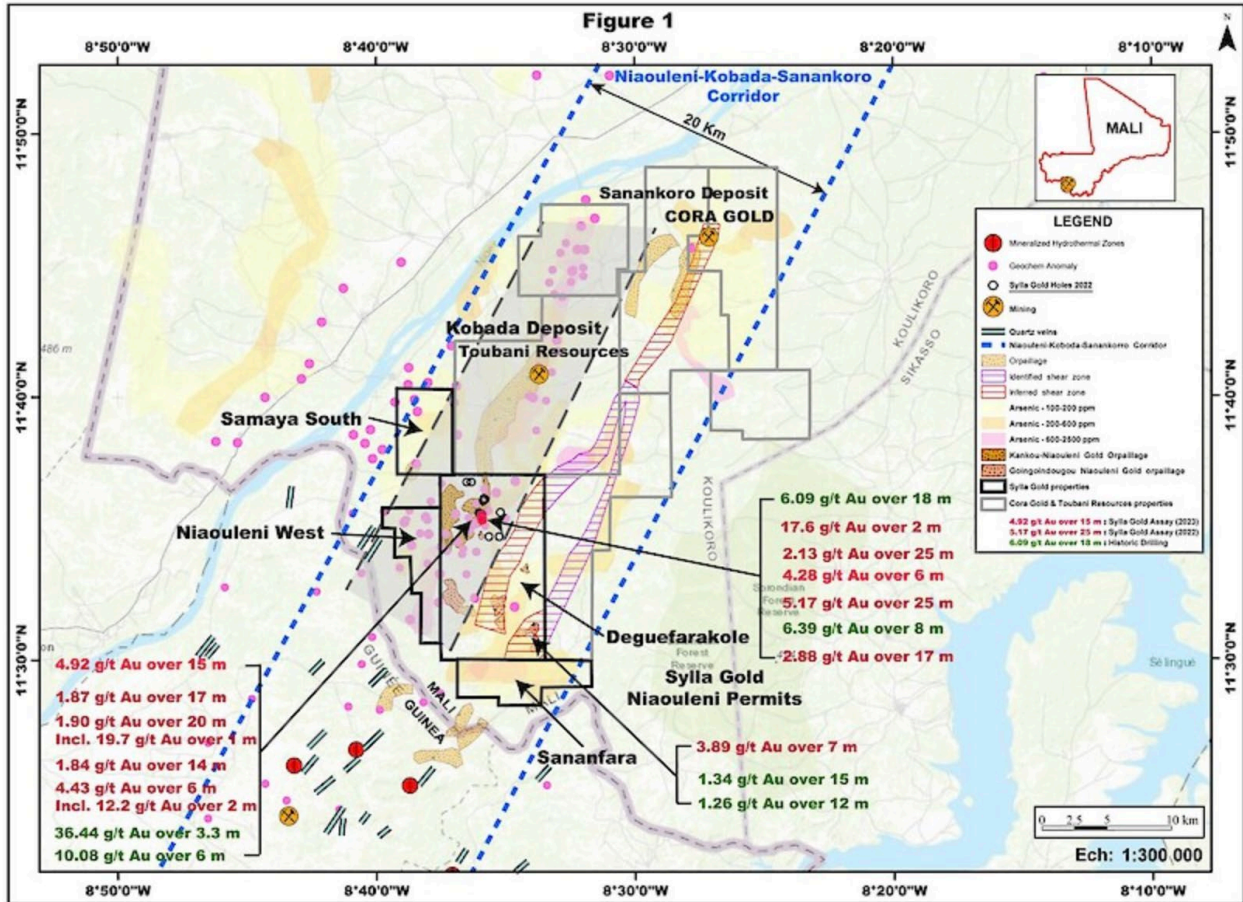 Figure 1
8°50'0"W
8°40'0"W
8°30'0"W
8°20'0"W
8°10'0"W
N
11°50'0"N
11°50'0"N
Niaouleni-Kobada-Sanankoro
Corridor
20 Km
MALI
Sanankoro Deposit
CORA GOLD
LEGEND
Mineralized Hydrothermal Zones
Geochem Anomaly
Sylla Gold Holes 2022
Mining
Quartz veins
Niaouleni-Koboda-Sanankorro Corridor
Orpaillage
Identified shear zone
Inferred shear zone
Arsenic - 100-200 ppm
Arsenic - 200-600 ppm
Arsenic - 600-2500 ppm
Kankou-Niaouleni Gold Orpaillage
Goingoindougou Niaouleni Gold orpaillage
Sylla Gold properties
Cora Gold & Toubani Resources properties
4.92 g/t Au over 15 m : Sylla Gold Assay (2023)
5.17 g/t Au over 25 m : Sylla Gold Assay (2022)
6.09 g/t Au over 18 m : Historic Drilling
KOULIKORO
SIKASSO
Kobada Deposit
Toubani Resources
486 m
11°40'0"N
11°40'0"N
Samaya South
Niaouleni West
KOULIKORO
6.09 g/t Au over 18 m
17.6 g/t Au over 2 m
2.13 g/t Au over 25 m
4.28 g/t Au over 6 m
5.17 g/t Au over 25 m
6.39 g/t Au over 8 m
2.88 g/t Au over 17 m
Forest
Reserve
Forest
Reserve
Deguefarakole
Sylla Gold
Niaouleni Permits
11°30'0"N
11°30'0"N
Sélingué
GUINÉE
MALI
MALI
GUINEA
Sananfara
4.92 g/t Au over 15 m
1.87 g/t Au over 17 m
1.90 g/t Au over 20 m
Incl. 19.7 g/t Au over 1 m
1.84 g/t Au over 14 m
4.43 g/t Au over 6 m
Incl. 12.2 g/t Au over 2 m
36.44 g/t Au over 3.3 m
10.08 g/t Au over 6 m
3.89 g/t Au over 7 m
1.34 g/t Au over 15 m
1.26 g/t Au over 12 m
0 2.5 5 10 km
Ech: 1:300 000
8°50'0"W
8°40'0"W
8°30'0"W
8°20'0"W
8°10'0"W